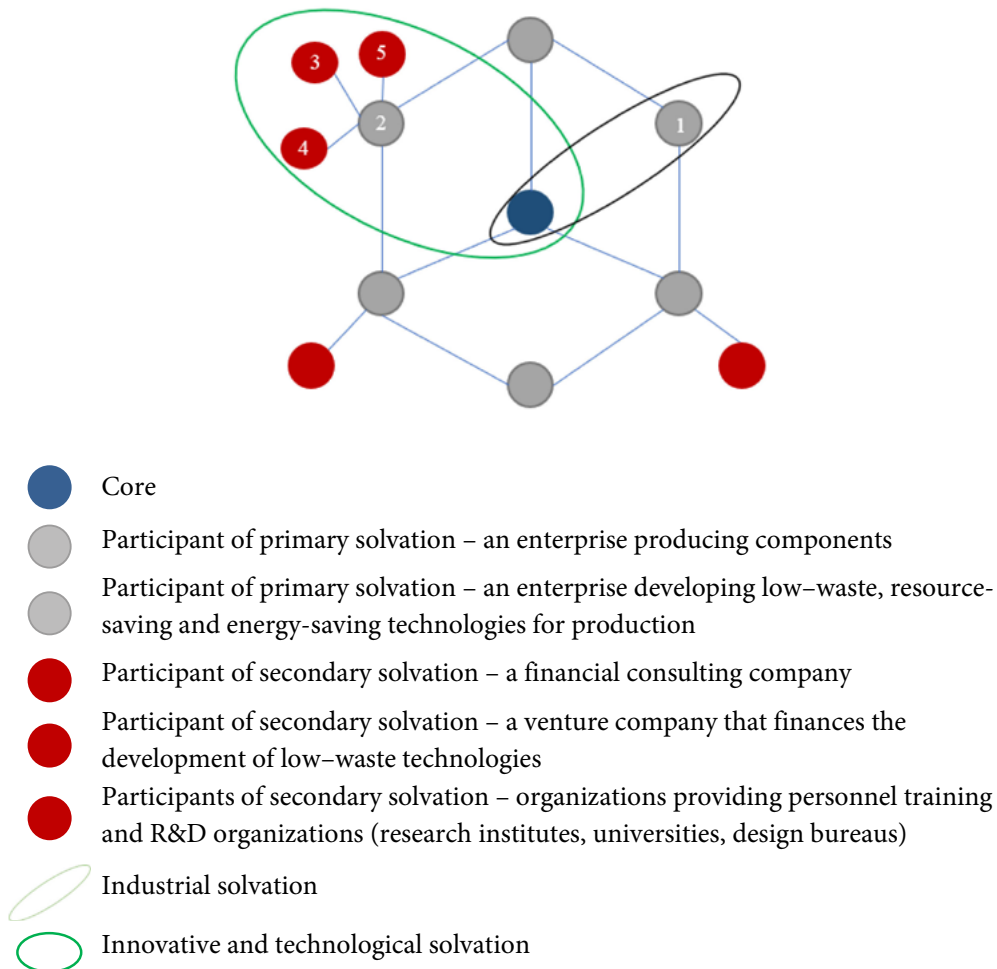 5
3
2
1
4
Core
Participant of primary solvation – an enterprise producing components
Participant of primary solvation – an enterprise developing low–waste, resource-
saving and energy-saving technologies for production
Participant of secondary solvation – a financial consulting company
Participant of secondary solvation – a venture company that finances the
development of low–waste technologies
Participants of secondary solvation – organizations providing personnel training
and R&D organizations (research institutes, universities, design bureaus)
Industrial solvation
Innovative and technological solvation